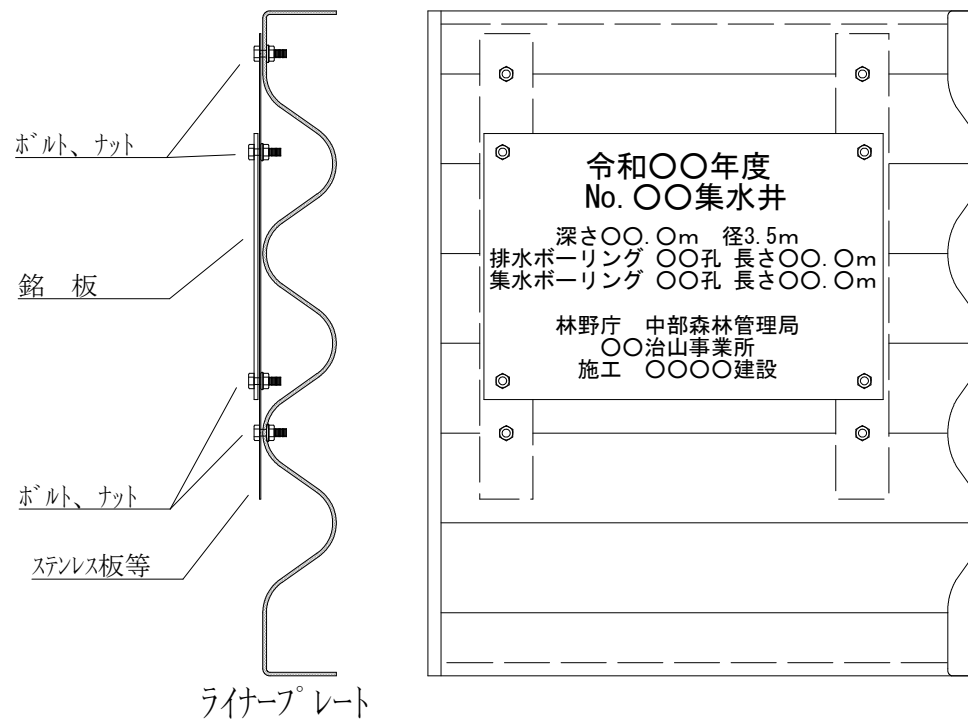 ボルト、ナット
銘 板
ボルト、ナット
ステンレス板等
ライナープレート
令和〇〇年度
No.〇〇集水井
深さ〇〇.〇m 径3.5m
排水ボーリング 〇〇孔 長さ〇〇.〇m
集水ボーリング 〇〇孔 長さ〇〇.〇m
林野庁 中部森林管理局
〇〇治山事業所
施工 〇〇〇〇建設